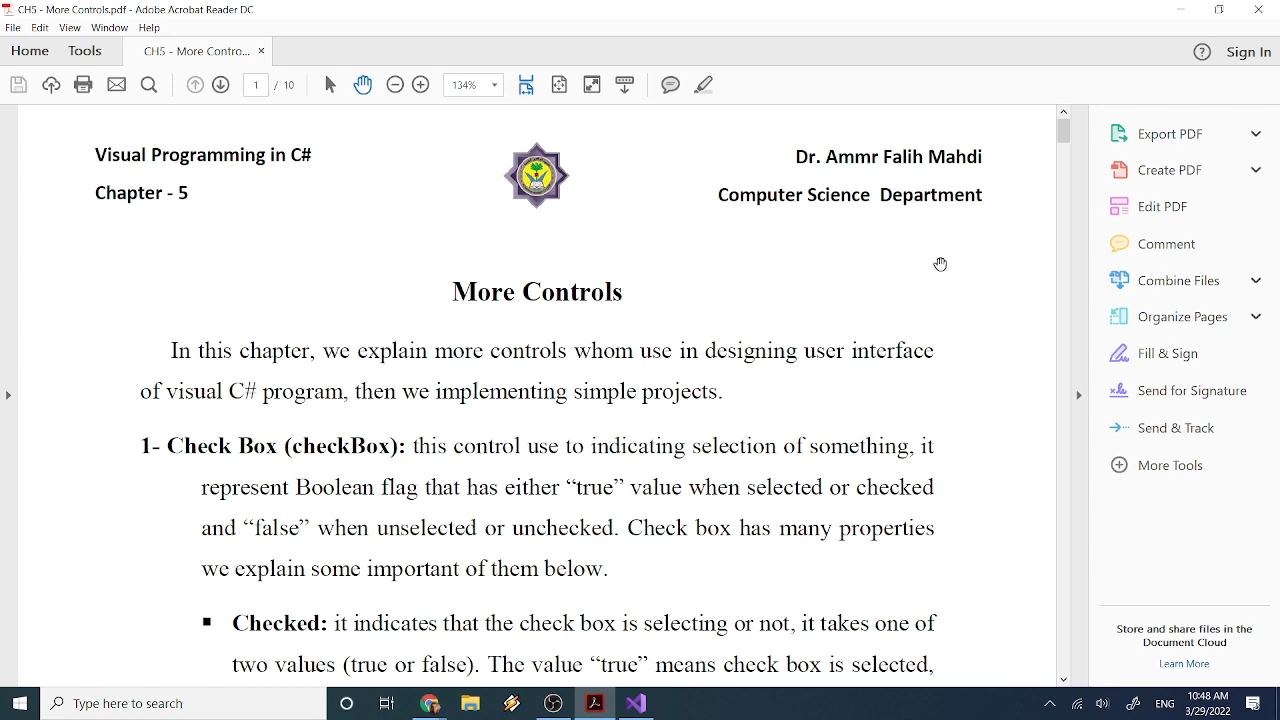 CH5 - More Controls.pdf - Adobe Acrobat Reader DC
File Edit View Window Help
Home Tools CH5 - More Contro... × Sign In
1 / 10 134%
Visual Programming in C# Dr. Ammr Falih Mahdi
Chapter - 5 Computer Science Department
More Controls
In this chapter, we explain more controls whom use in designing user interface
of visual C# program, then we implementing simple projects.
1- Check Box (checkBox): this control use to indicating selection of something, it
represent Boolean flag that has either “true” value when selected or checked
and “false” when unselected or unchecked. Check box has many properties
we explain some important of them below.
▪ Checked: it indicates that the check box is selecting or not, it takes one of
two values (true or false). The value “true” means check box is selected,
Export PDF
Create PDF
Edit PDF
Comment
Combine Files
Organize Pages
Fill & Sign
Send for Signature
Send & Track
More Tools
Store and share files in the
Document Cloud
Learn More
Type here to search
ENG
10:48 AM
3/29/2022